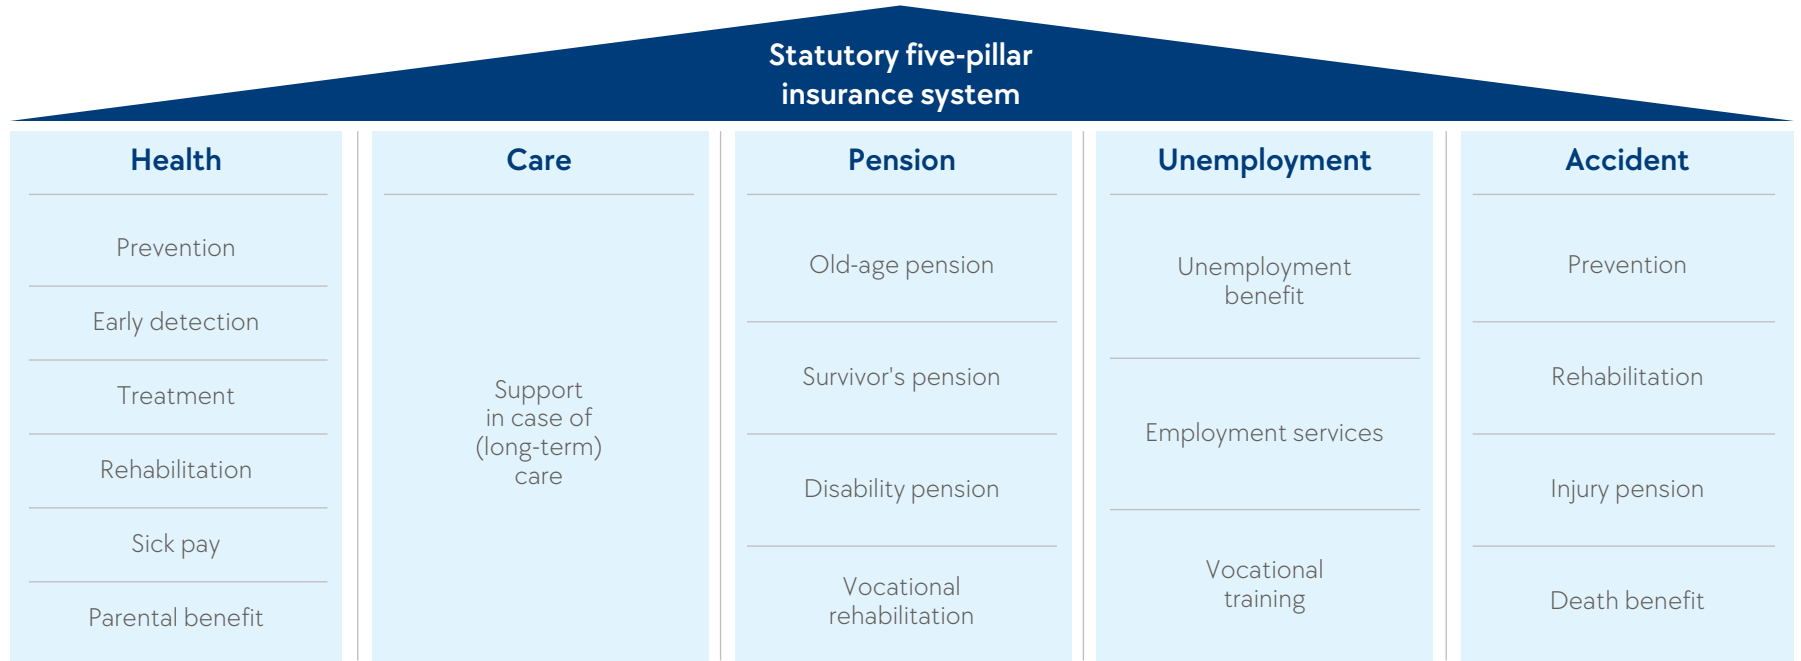 Statutory five-pillar
insurance system
Health
Prevention
Early detection
Treatment
Rehabilitation
Sick pay
Parental benefit
Care
Support
in case of
(long-term)
care
Pension
Old-age pension
Survivor's pension
Disability pension
Vocational
rehabilitation
Unemployment
Unemployment
benefit
Employment services
Vocational
training
Accident
Prevention
Rehabilitation
Injury pension
Death benefit